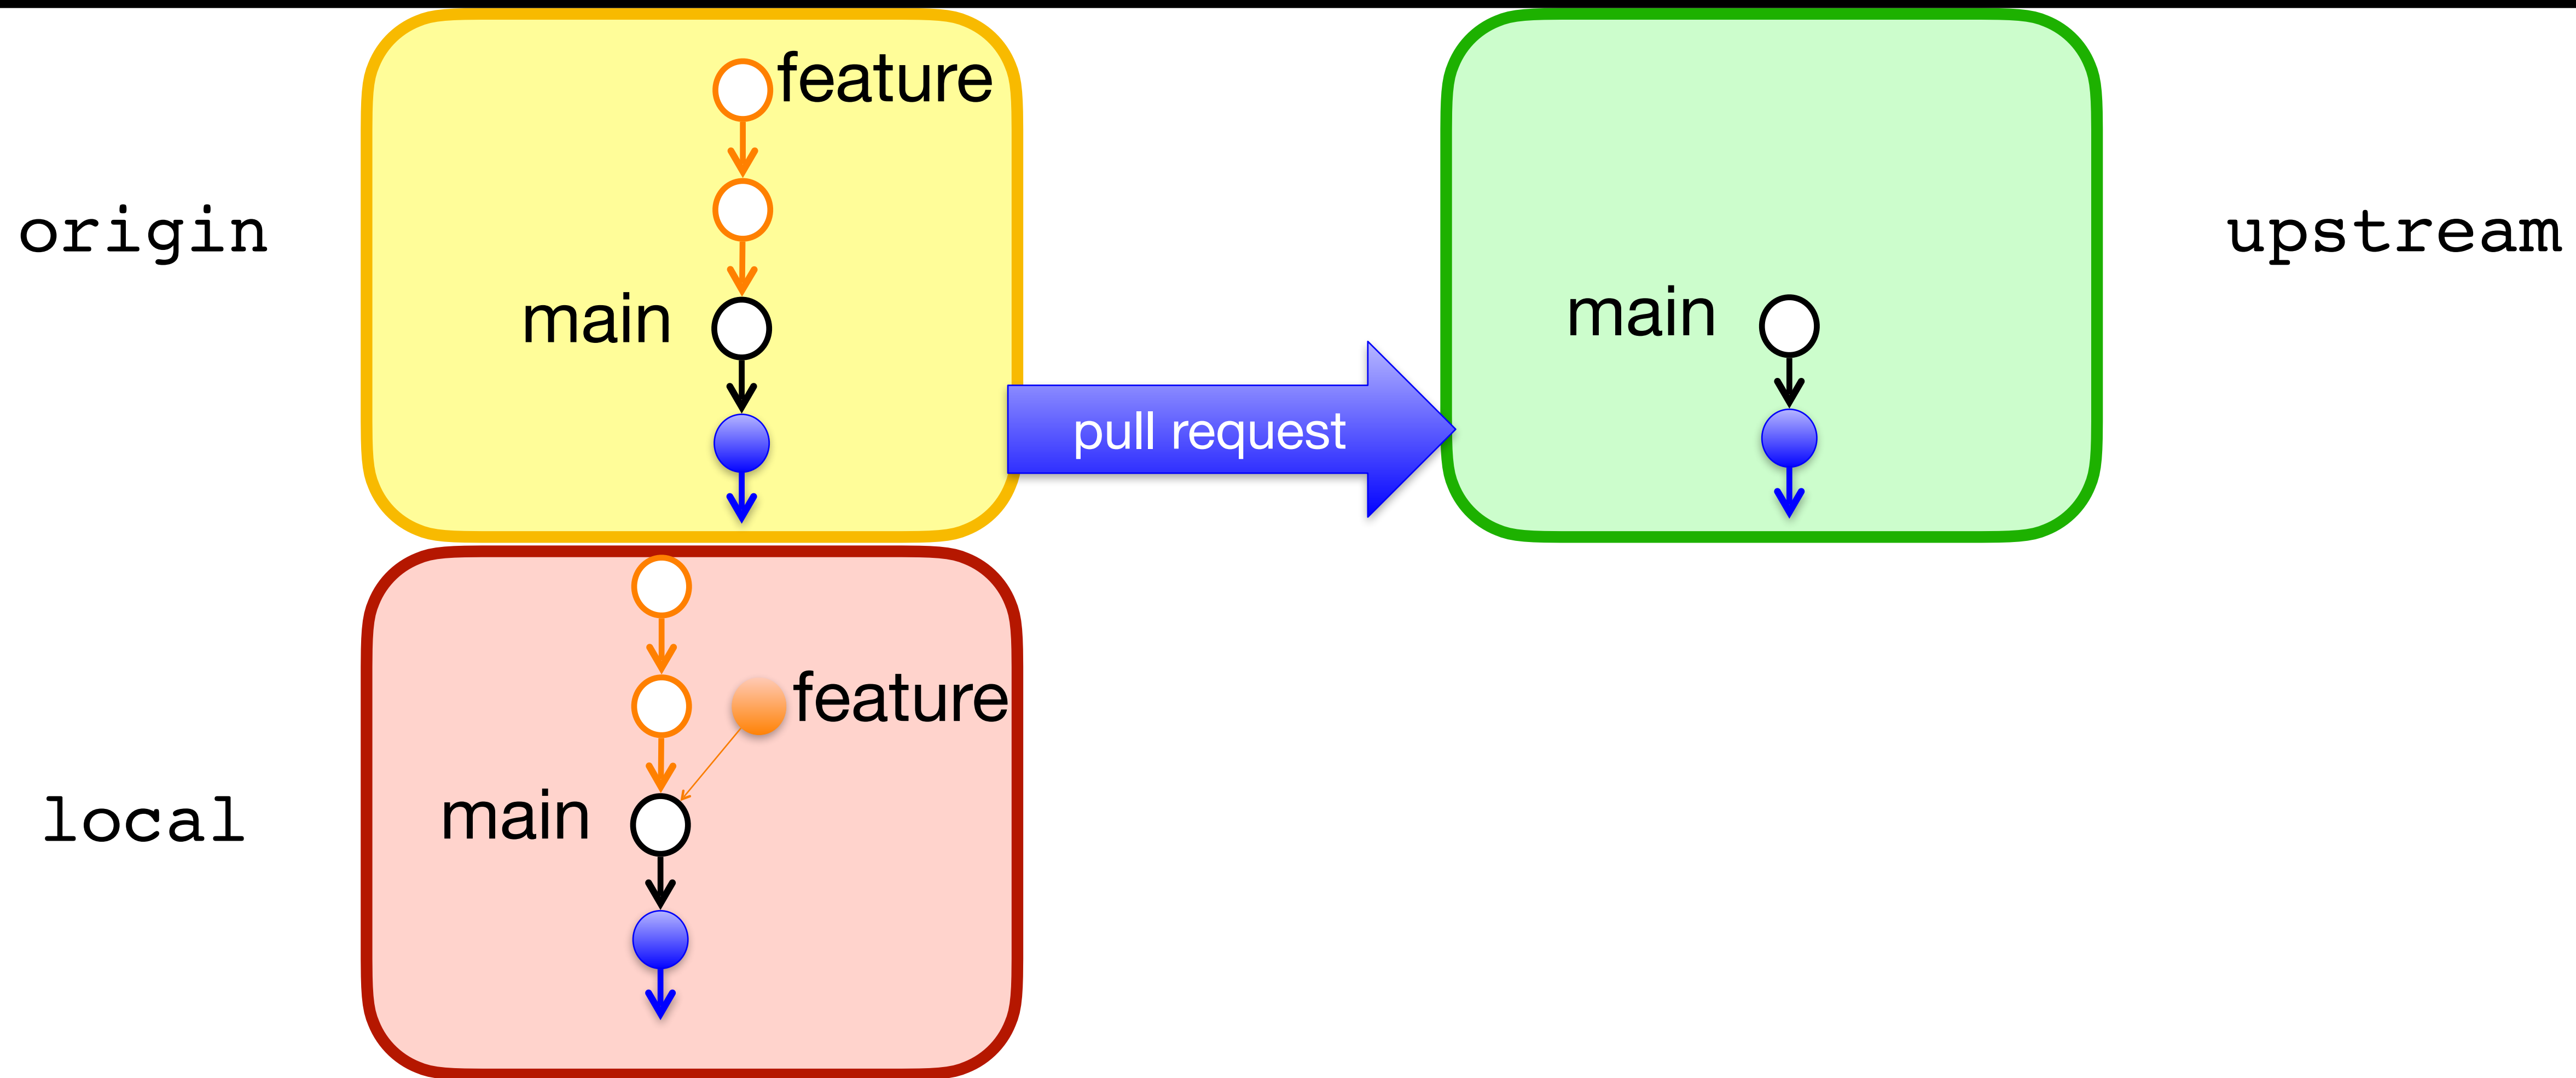 feature
origin
upstream
main
main
pull request
feature
local
main